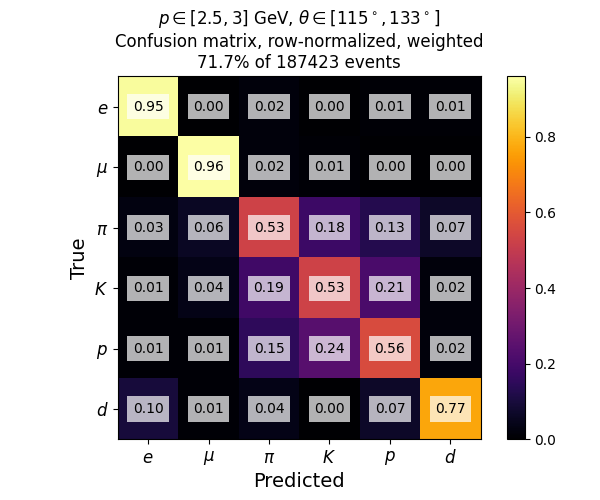 p ∈ [2.5, 3] GeV, θ ∈ [115°, 133°]
Confusion matrix, row-normalized, weighted
71.7% of 187423 events
e 0.95 0.00 0.02 0.00 0.01 0.01
μ 0.00 0.96 0.02 0.01 0.00 0.00
π 0.03 0.06 0.53 0.18 0.13 0.07
K 0.01 0.04 0.19 0.53 0.21 0.02
p 0.01 0.01 0.15 0.24 0.56 0.02
d 0.10 0.01 0.04 0.00 0.07 0.77
e μ π K p d
Predicted
True
0.8
0.6
0.4
0.2
0.0